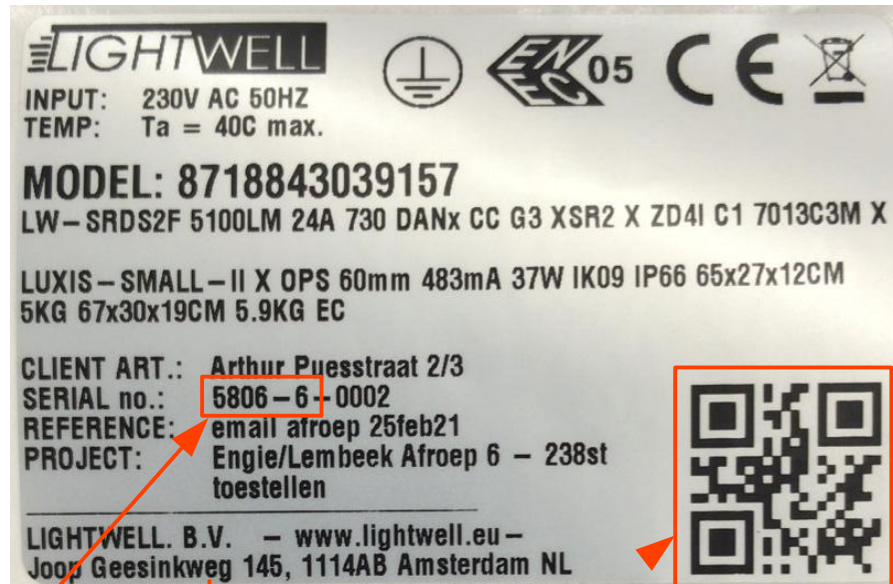 LIGHTWELL
INPUT: 230V AC 50HZ
TEMP: Ta = 40C max.
EN
EC
05
CE
MODEL: 8718843039157
LW-SRDS2F 5100LM 24A 730 DANx CC G3 XSR2 X ZD4I C1 7013C3M X
LUXIS-SMALL-II X OPS 60mm 483mA 37W IK09 IP66 65x27x12CM
5KG 67x30x19CM 5.9KG EC
CLIENT ART.: Arthur Puesstraat 2/3
SERIAL no.: 5806-6-0002
REFERENCE: email afroep 25feb21
PROJECT: Engie/Lembeek Afroep 6 - 238st
toestellen
LIGHTWELL. B.V. - www.lightwell.eu-
Joop Geesinkweg 145, 1114AB Amsterdam NL